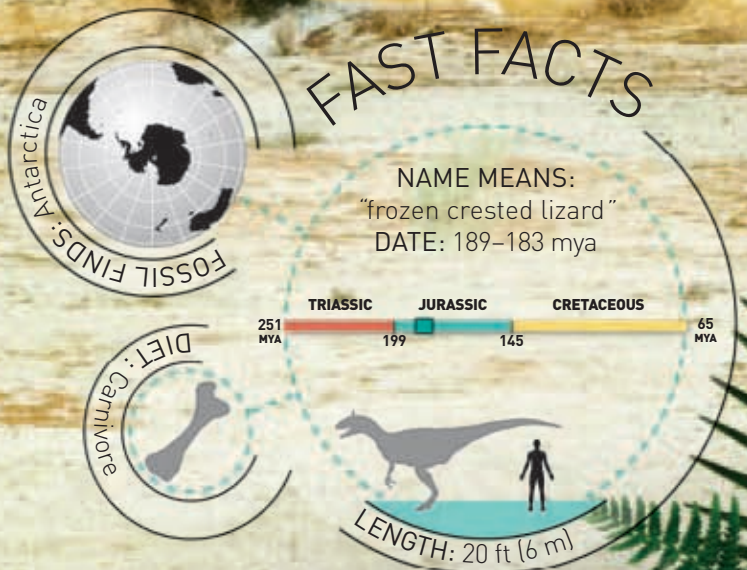 FAST FACTS
FOSSIL FINDS: Antarctica
NAME MEANS:
"frozen crested lizard"
DATE: 189–183 mya
TRIASSIC JURASSIC CRETACEOUS
251 MYA 199 145 65 MYA
DIET: Carnivore
LENGTH: 20 ft (6 m)